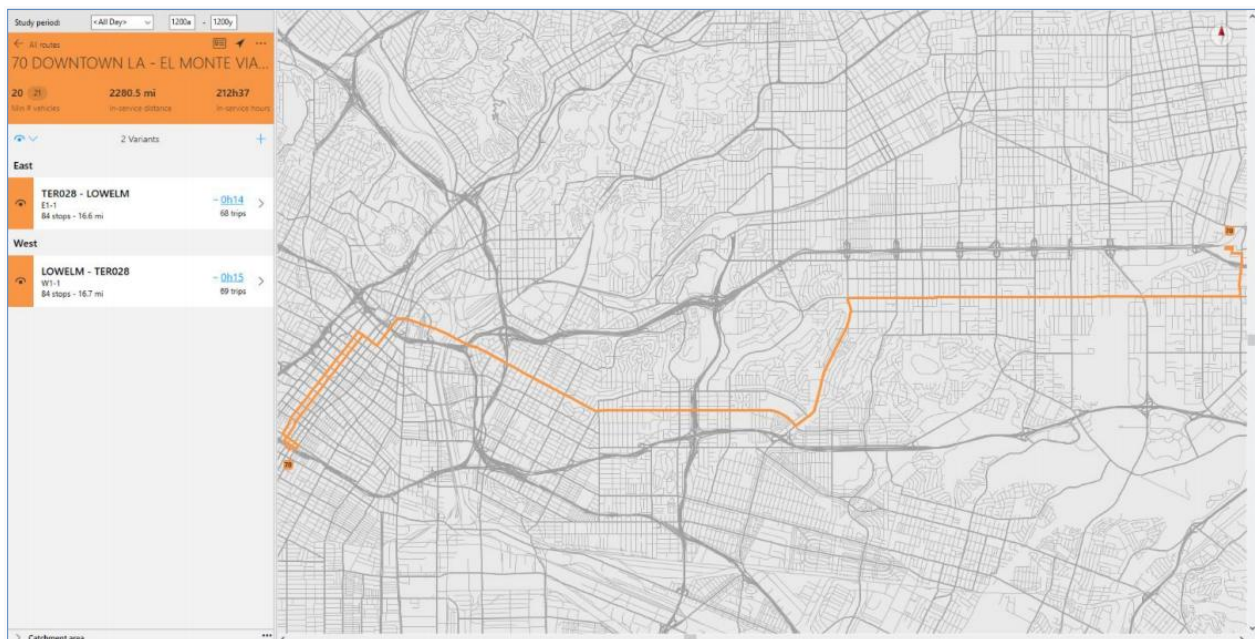 Study period: <All Day> 1200a - 1200y
All routes
70 DOWNTOWN LA - EL MONTE VIA...
20 21 2280.5 mi 212h37
Min # vehicles in-service distance in-service hours
2 Variants
East
TER028 - LOWELM
E1-1
84 stops - 16.6 mi
~ 0h14
68 trips
West
LOWELM - TER028
W1-1
84 stops - 16.7 mi
~ 0h15
69 trips
Catchment area
70
70